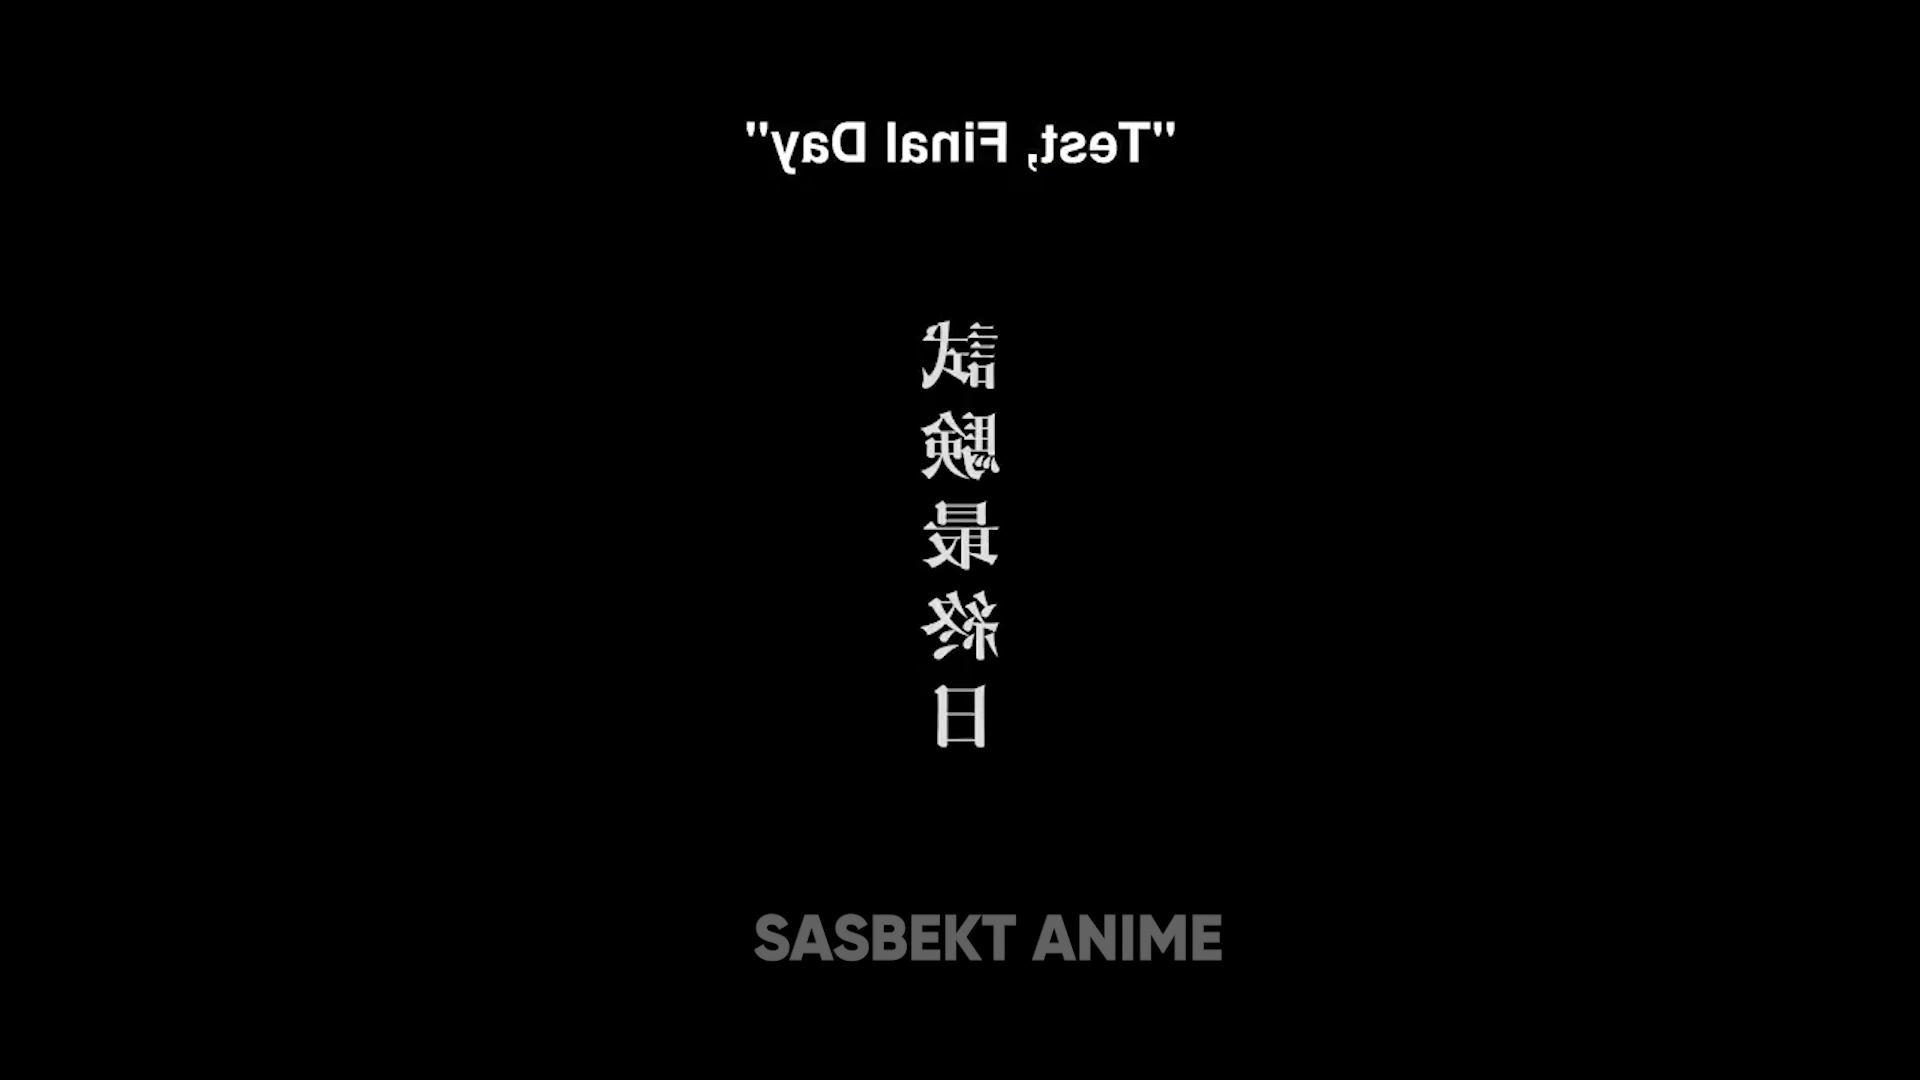 "Test, Final Day"
試験最終日
SASBEKT ANIME